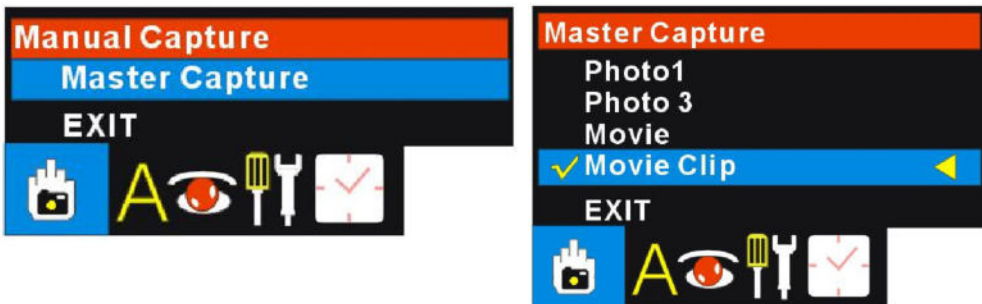 Manual Capture
Master Capture
EXIT
A
Master Capture
Photo1
Photo 3
Movie
Movie Clip
EXIT
A